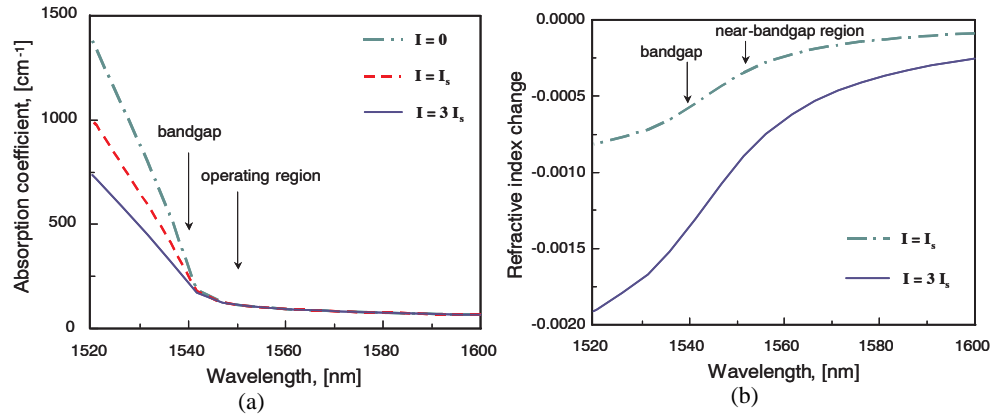 1500
1000
500
0
1520
1540
1560
1580
1600
Absorption coefficient, [cm⁻¹]
Wavelength, [nm]
I = 0
I = Iₛ
I = 3 Iₛ
bandgap
operating region
(a)
0.0000
-0.0005
-0.0010
-0.0015
-0.0020
1520
1540
1560
1580
1600
Refractive index change
Wavelength, [nm]
near-bandgap region
bandgap
I = Iₛ
I = 3 Iₛ
(b)